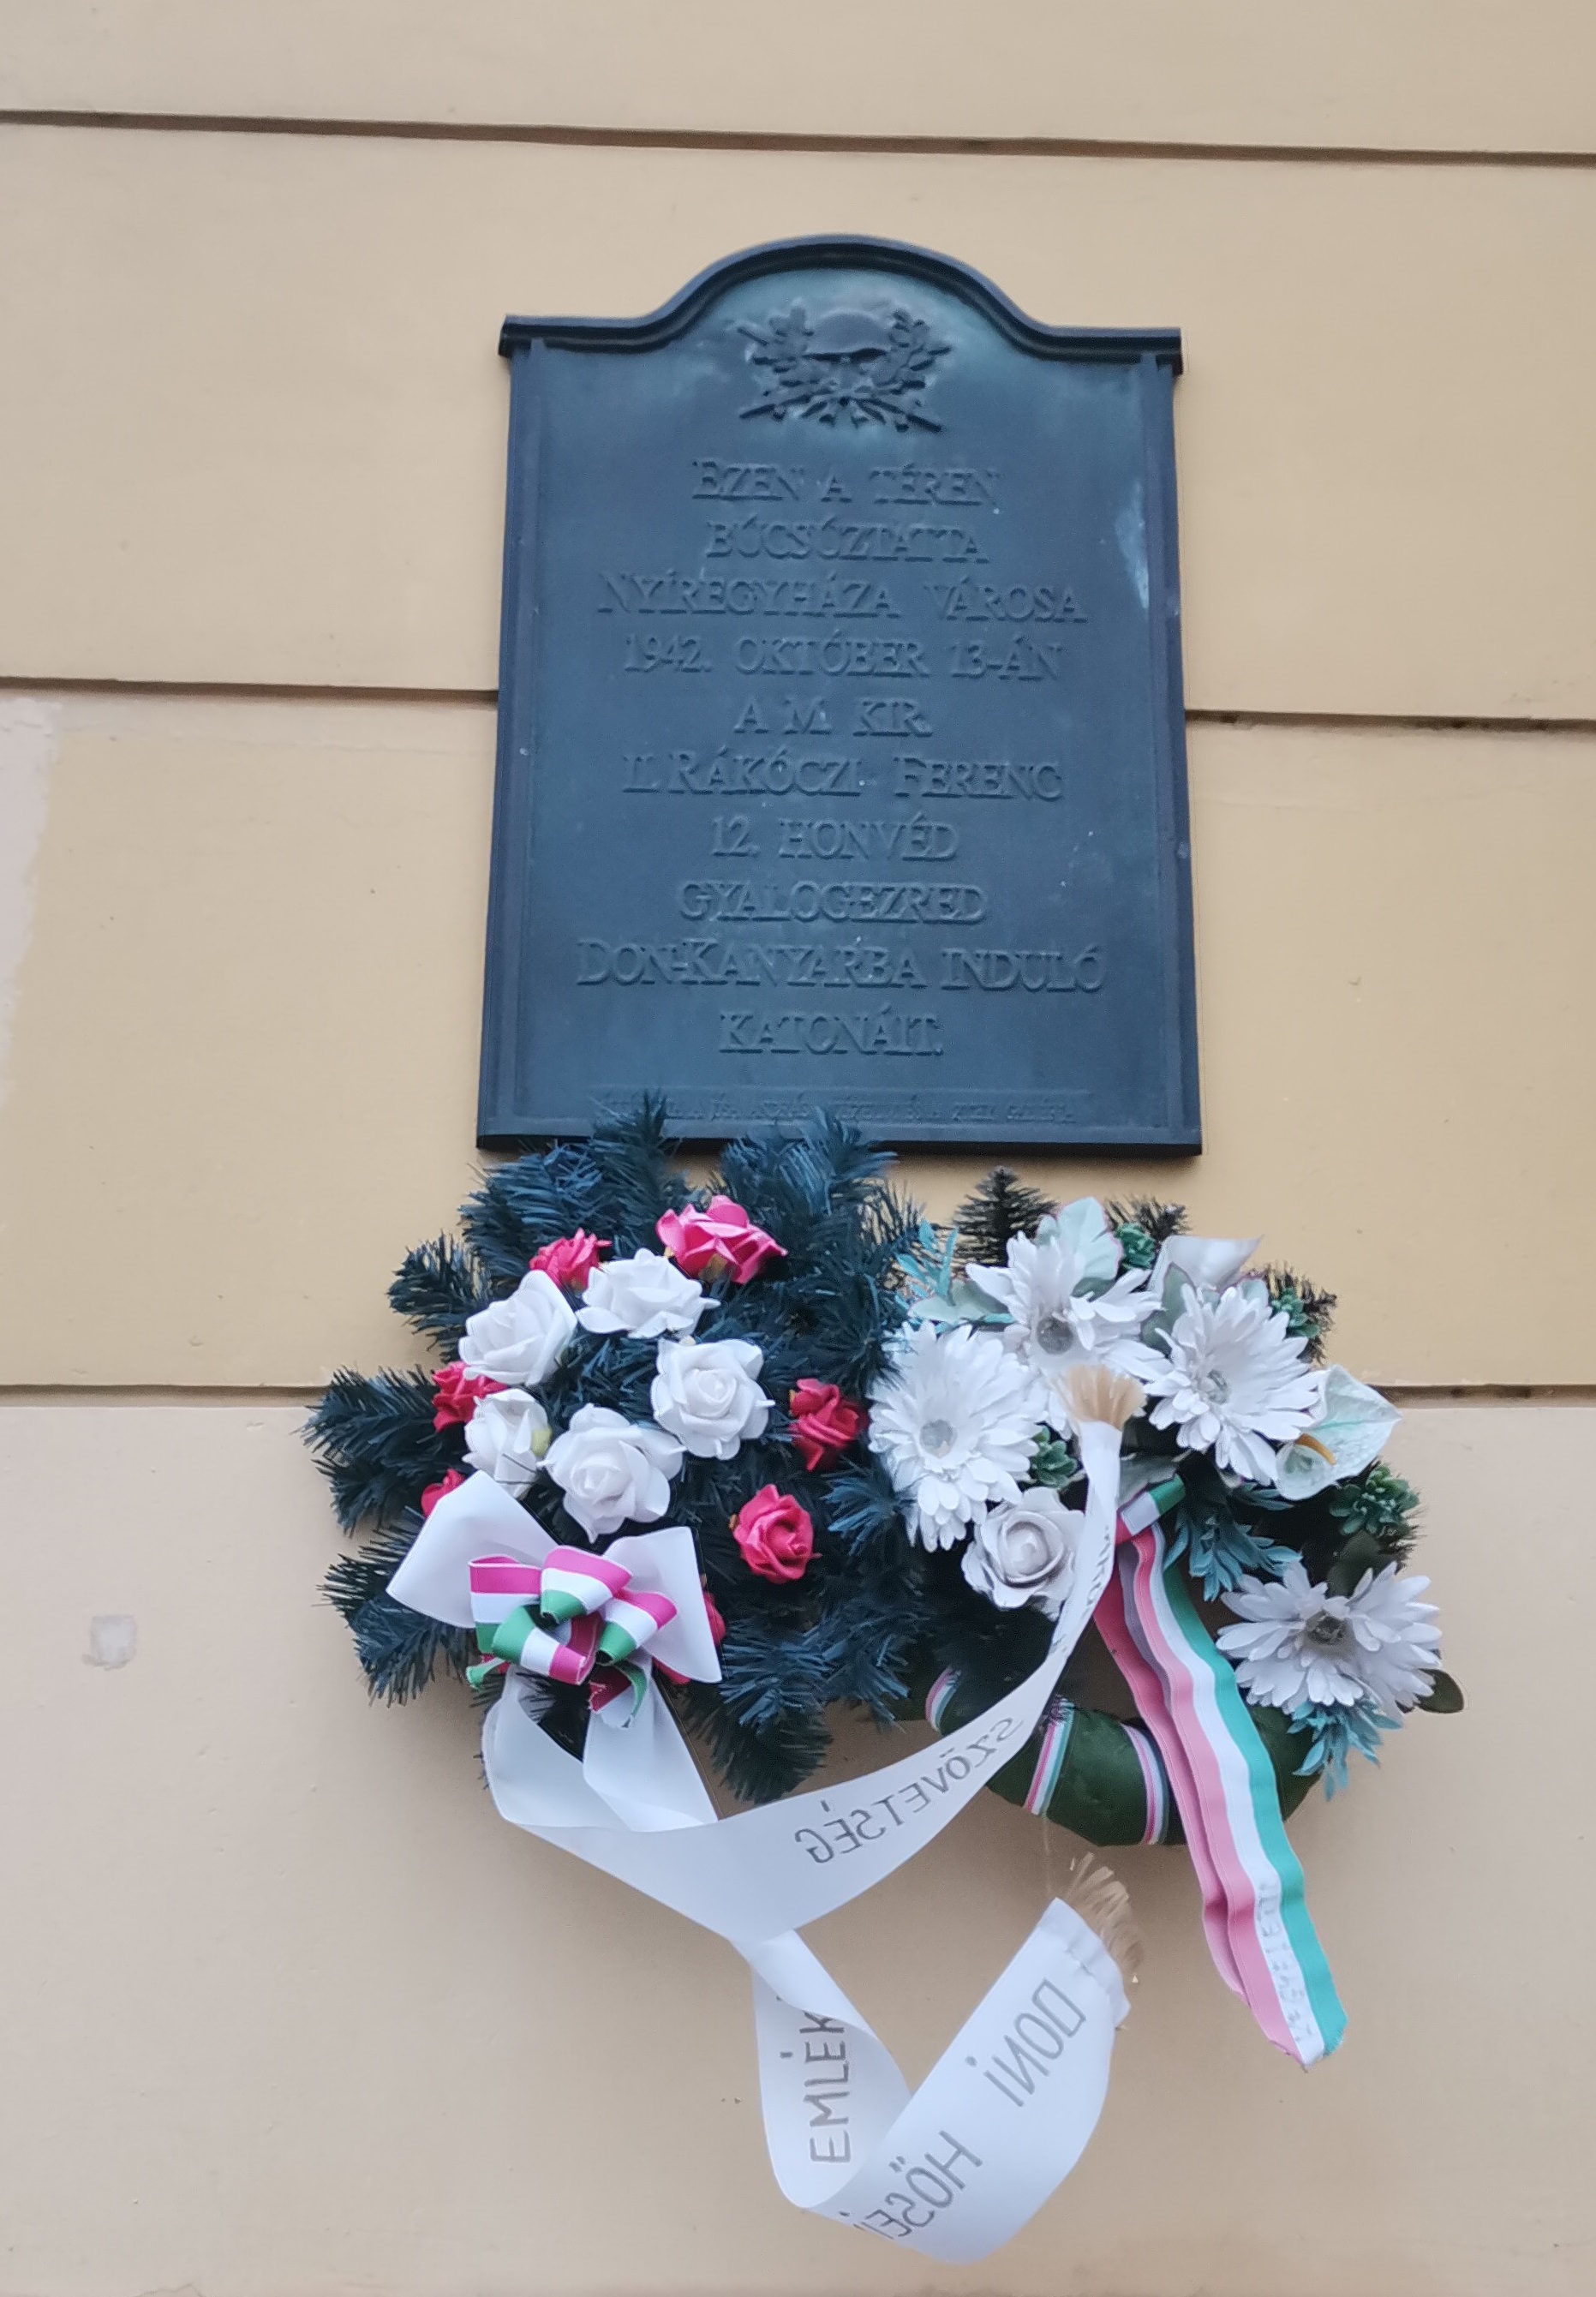 EZEN A TÉREN
BÚCSÚZTATTA
NYÍREGYHÁZA VÁROSA
1942. OKTÓBER 13-ÁN
A M. KIR.
II. RÁKÓCZI FERENC
12. HONVÉD
GYALOGEZRED
DON-KANYARBA INDULÓ
KATONÁIT.
SZÖVETSÉG
EMLÉK
DONI